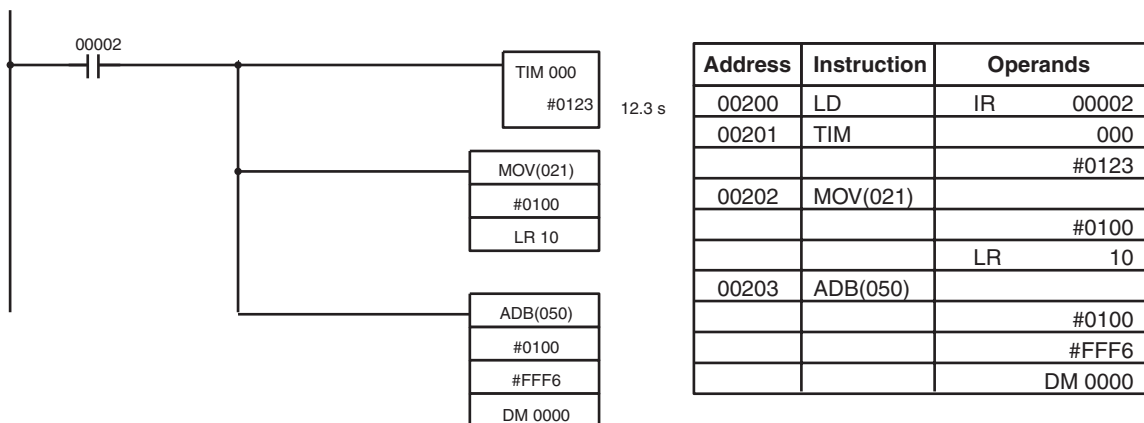 00002
TIM 000
#0123
12.3 s
MOV(021)
#0100
LR 10
ADB(050)
#0100
#FFF6
DM 0000
Address Instruction Operands
00200 LD IR 00002
00201 TIM 000
#0123
00202 MOV(021)
#0100
LR 10
00203 ADB(050)
#0100
#FFF6
DM 0000